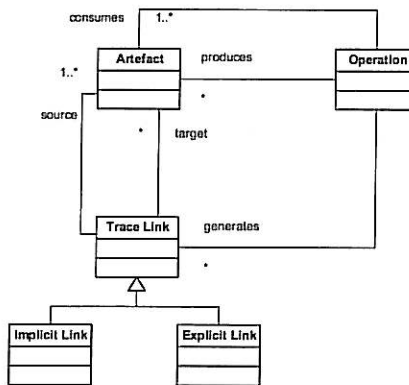 consumes 1..*
Artefact
produces
Operation
1..*
*
source
*
target
Trace Link
generates
*
Implicit Link
Explicit Link